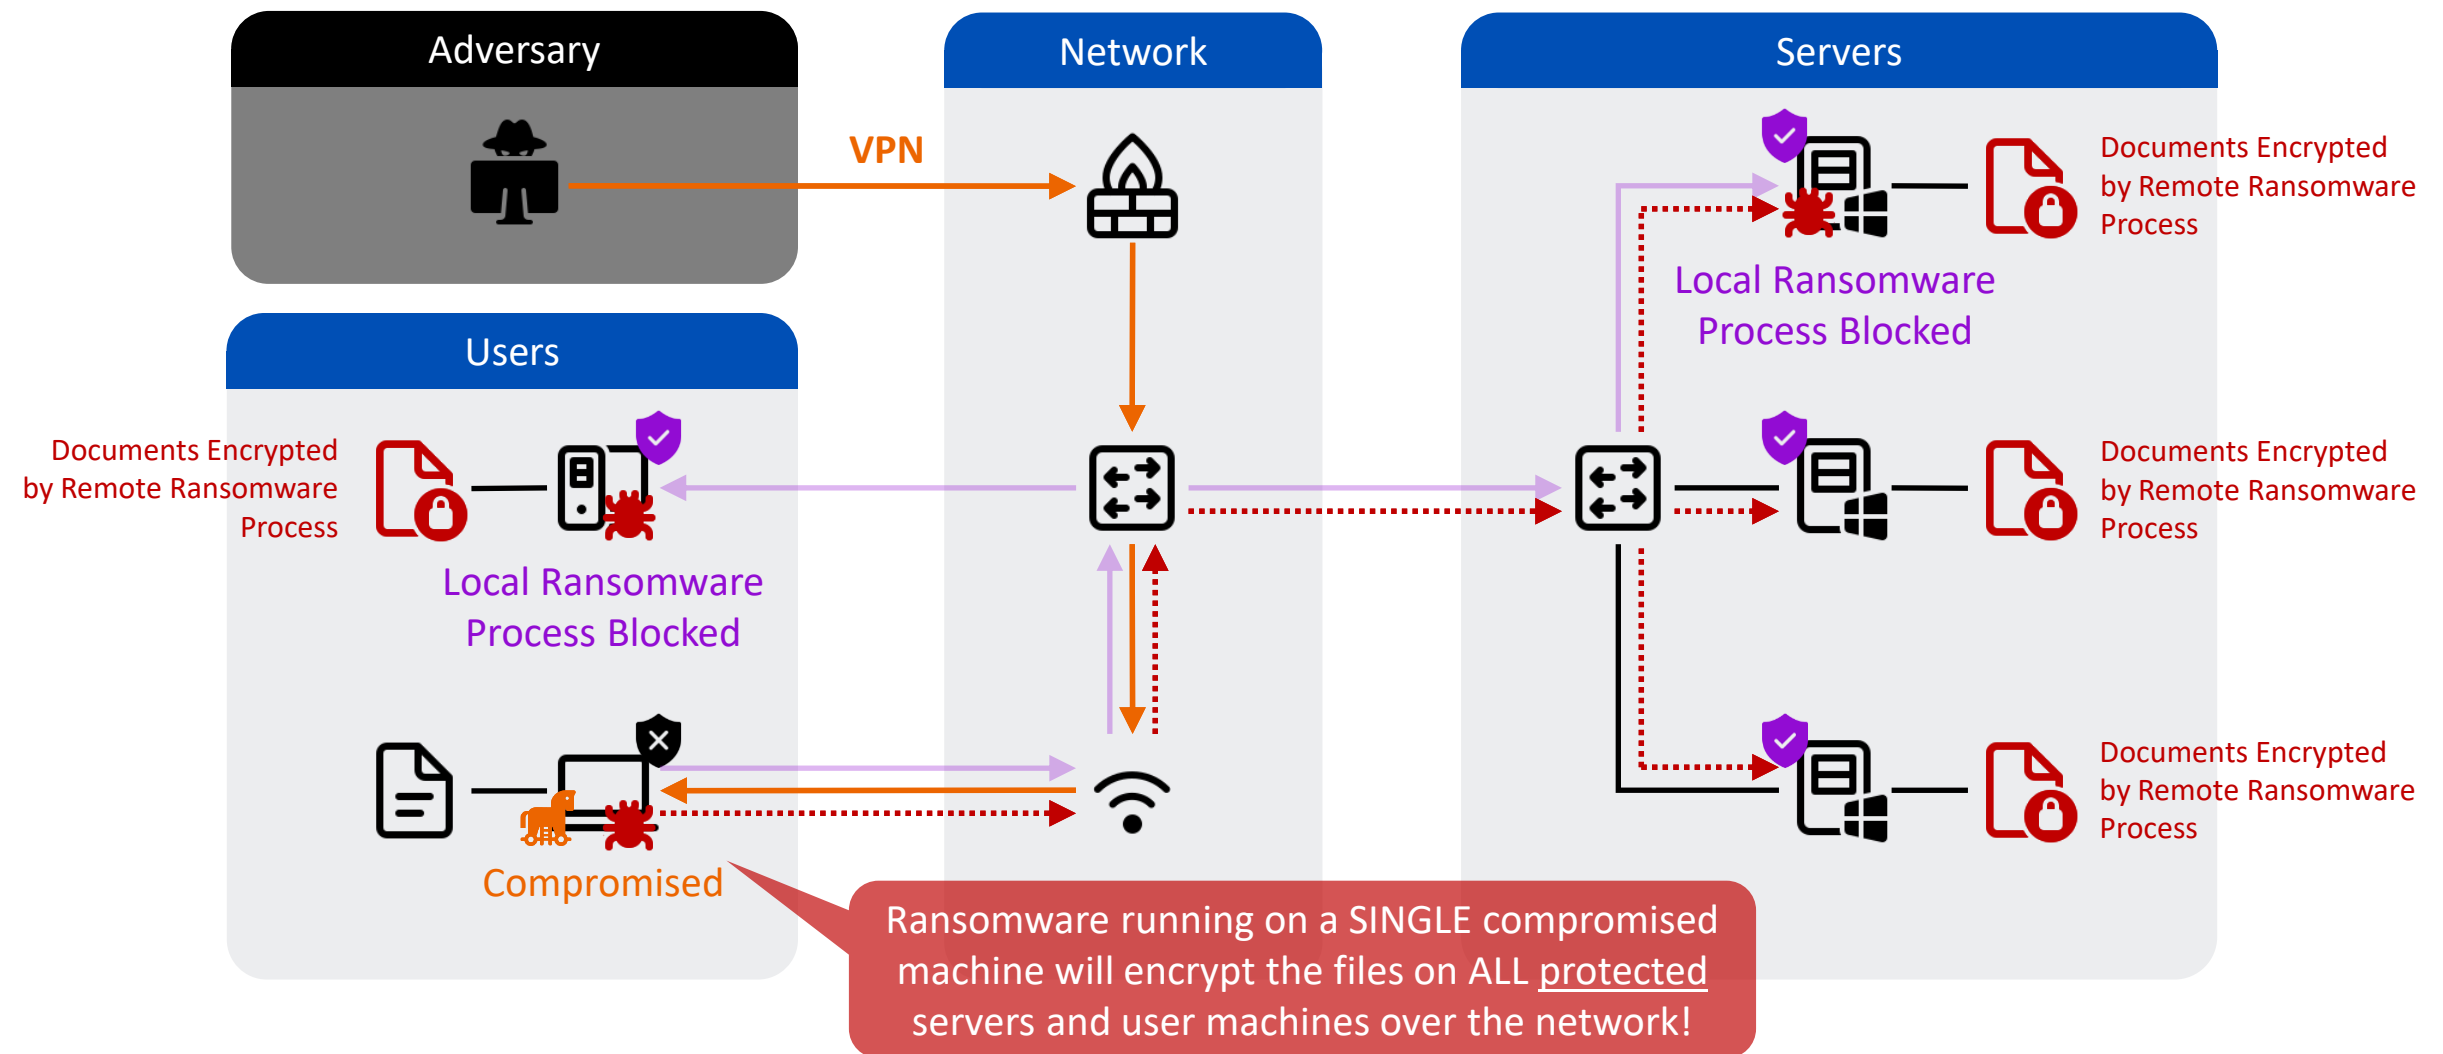 Adversary
Network
Servers
VPN
Documents Encrypted
by Remote Ransomware
Process
Local Ransomware
Process Blocked
Users
Documents Encrypted
by Remote Ransomware
Process
Local Ransomware
Process Blocked
Documents Encrypted
by Remote Ransomware
Process
Compromised
Documents Encrypted
by Remote Ransomware
Process
Ransomware running on a SINGLE compromised
machine will encrypt the files on ALL protected
servers and user machines over the network!